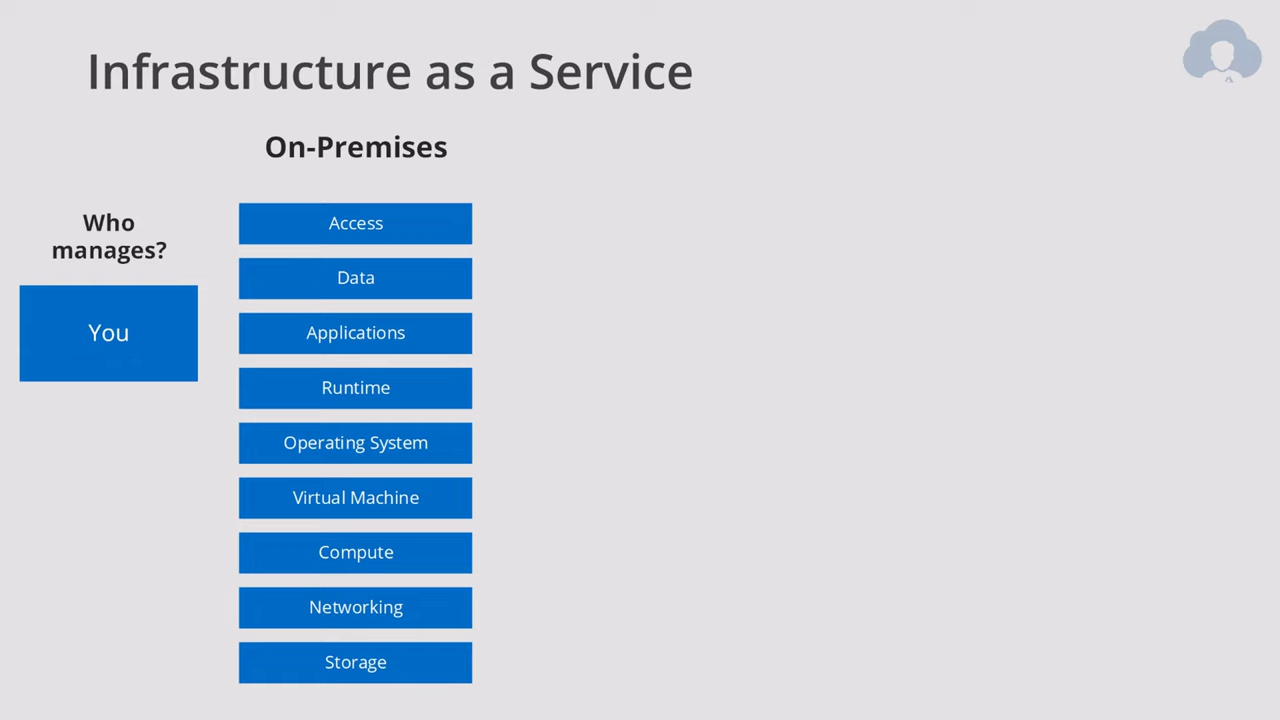 Infrastructure as a Service
On-Premises
Who
manages?
You
Access
Data
Applications
Runtime
Operating System
Virtual Machine
Compute
Networking
Storage